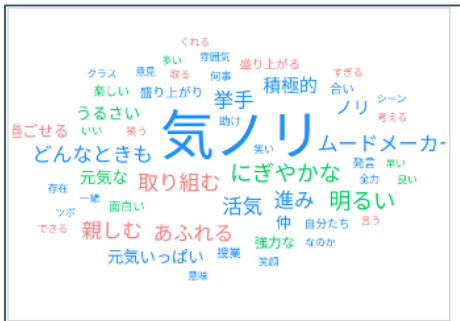 くれる
多い 雰囲気
クラス 意見 取る 何事 盛り上がる すぎる
楽しい 盛り上がり 挙手 積極的 合い シーン
うるさい 助け ノリ 考える
過ごせる いい 笑う 気ノリ 笑い ムードメーカー
どんなときも 発言 早い
元気な 取り組む にぎやかな 全力 良い
存在 一緒 明るい
ツボ 面白い 活気 進み
できる 親しむ あふれる 仲 自分たち 言う
強力な なのか
元気いっぱい 授業 笑顔
意味